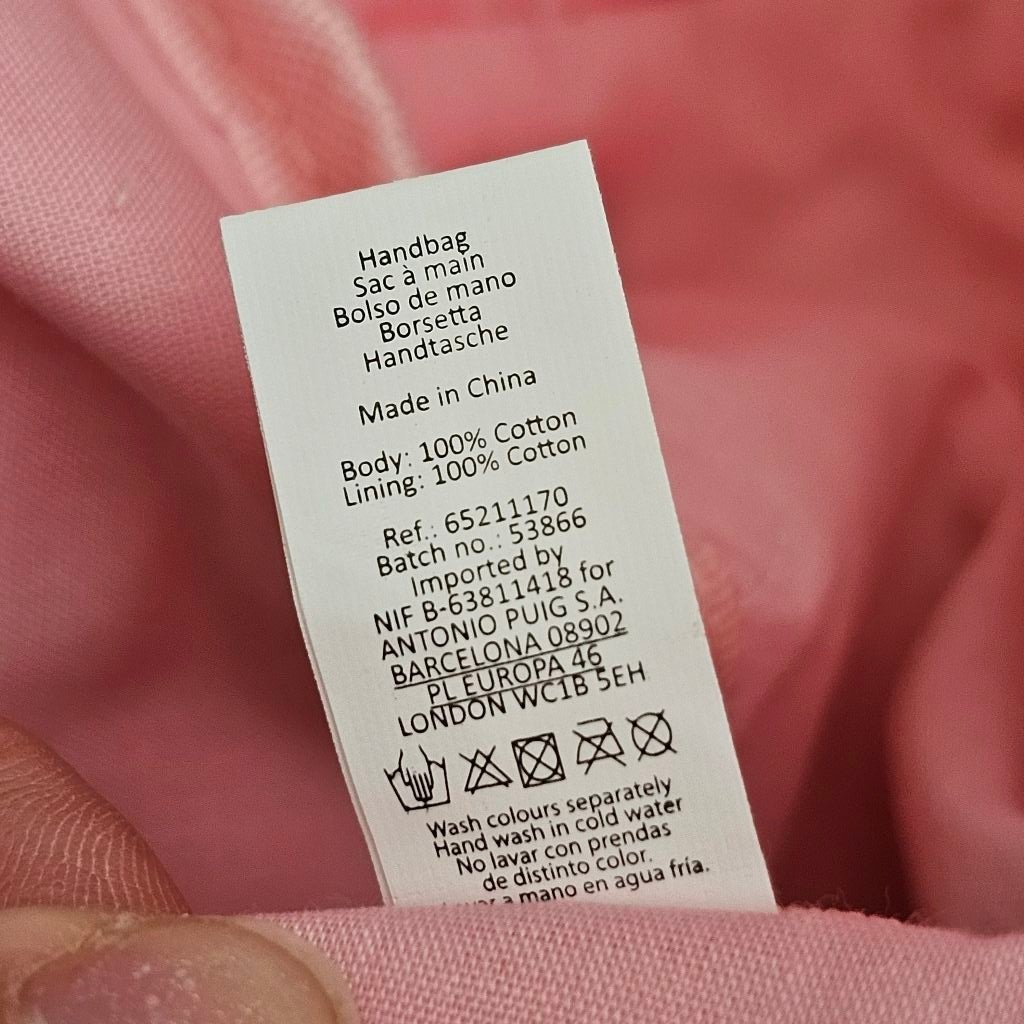 Handbag
Sac à main
Bolso de mano
Borsetta
Handtasche
Made in China
Body: 100% Cotton
Lining: 100% Cotton
Ref.: 65211170
Batch no.: 53866
Imported by
NIF B-63811418 for
ANTONIO PUIG S.A.
BARCELONA 08902
PL EUROPA 46
LONDON WC1B 5EH
Wash colours separately
Hand wash in cold water
No lavar con prendas
de distinto color.
a mano en agua fría.